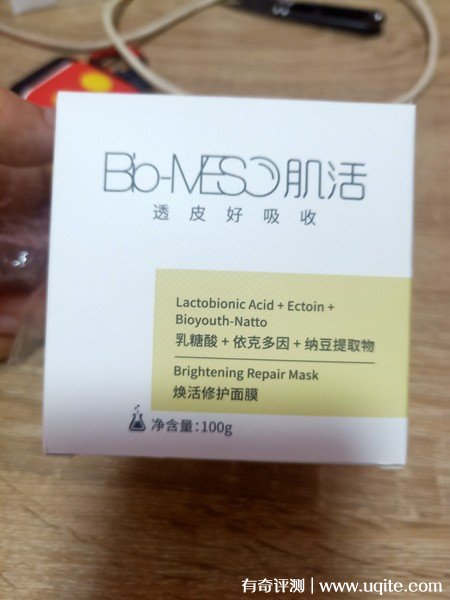 Bio-MESO肌活
透皮好吸收
Lactobionic Acid + Ectoin +
Bioyouth-Natto
乳糖酸 + 依克多因 + 纳豆提取物
Brightening Repair Mask
焕活修护面膜
净含量:100g
有奇评测 | www.uqite.com